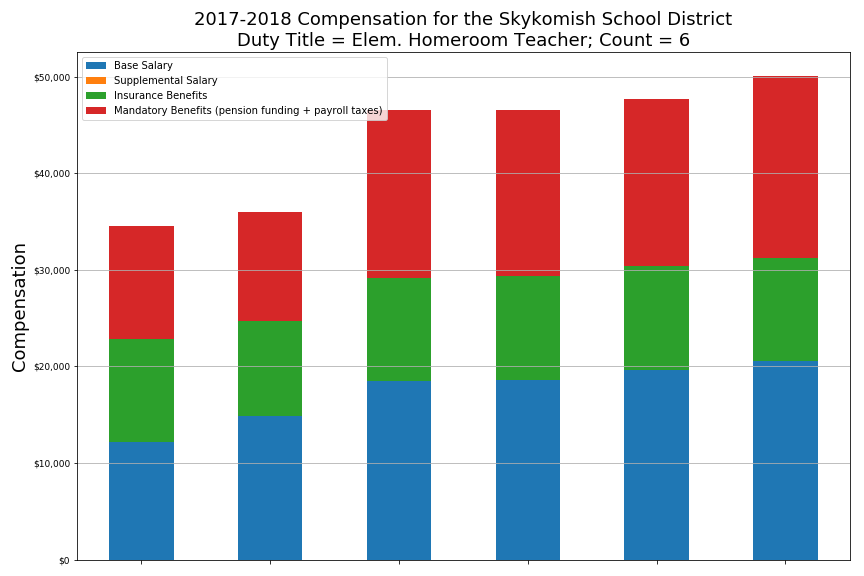 2017-2018 Compensation for the Skykomish School District
Duty Title = Elem. Homeroom Teacher; Count = 6
Base Salary
Supplemental Salary
Insurance Benefits
Mandatory Benefits (pension funding + payroll taxes)
$50,000
$40,000
$30,000
$20,000
$10,000
$0
Compensation